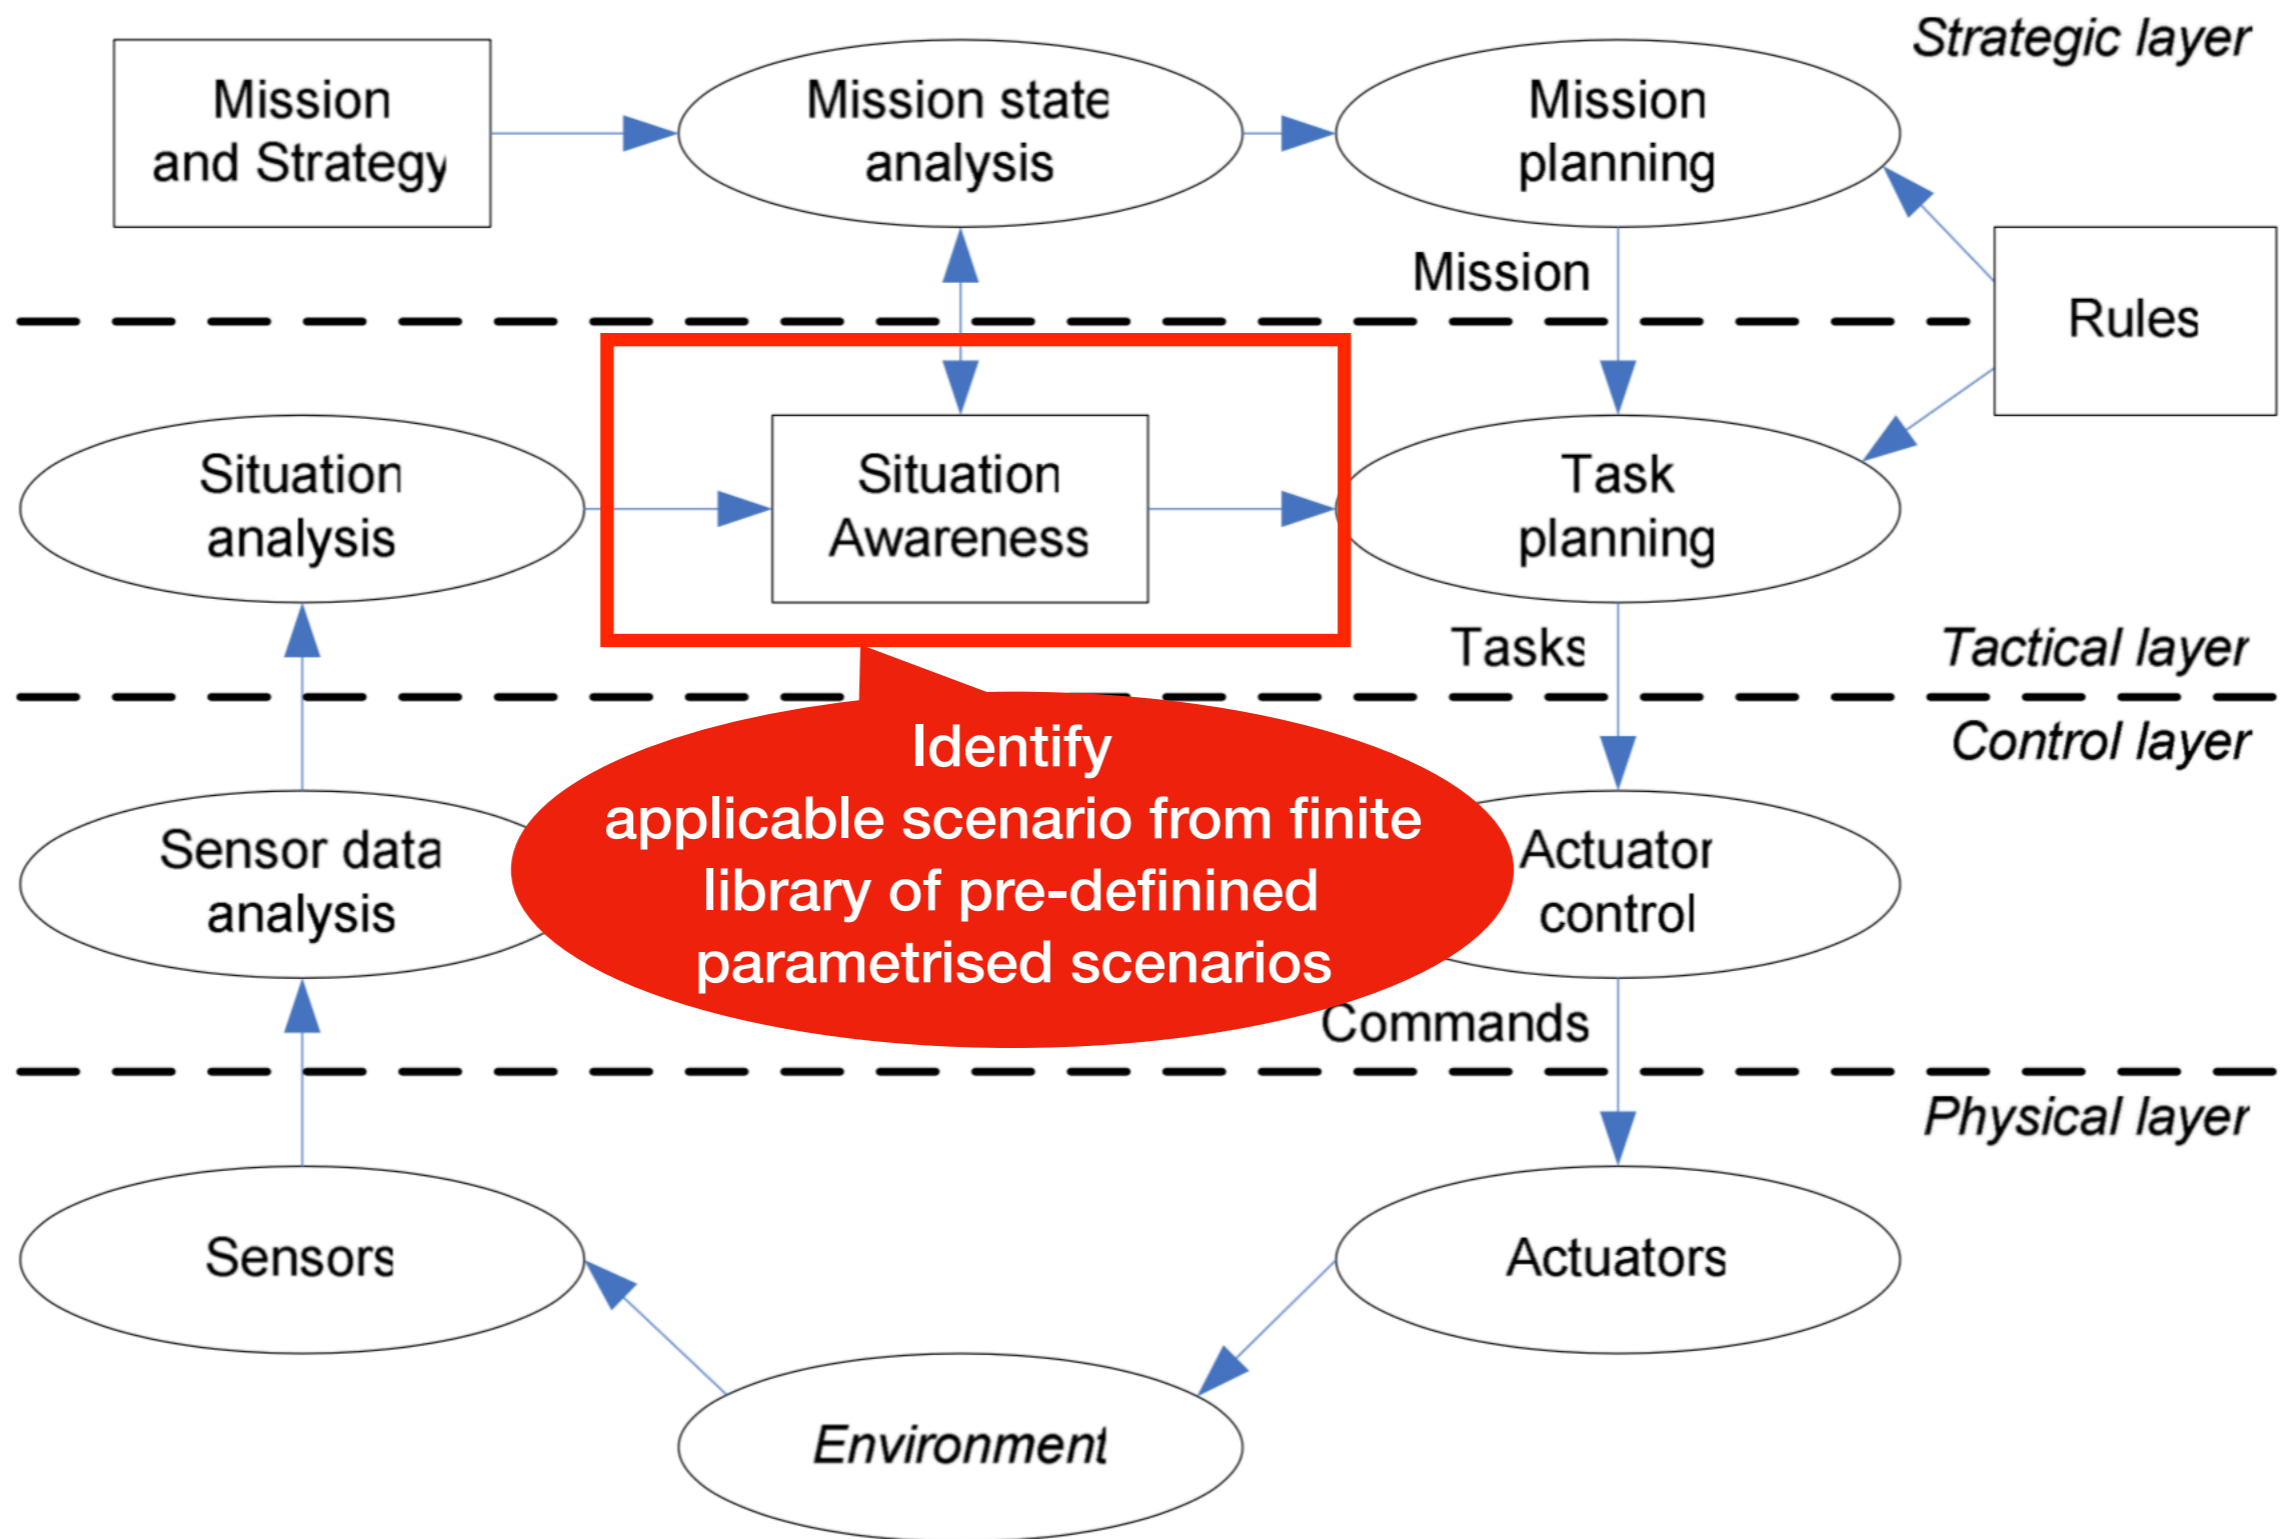 Strategic layer
Mission
and Strategy
Mission state
analysis
Mission
planning
Mission
Rules
Situation
analysis
Situation
Awareness
Task
planning
Tasks
Tactical layer
Control layer
Identify
applicable scenario from finite
library of pre-definined
parametrised scenarios
Sensor data
analysis
Actuator
control
Commands
Physical layer
Sensors
Actuators
Environment